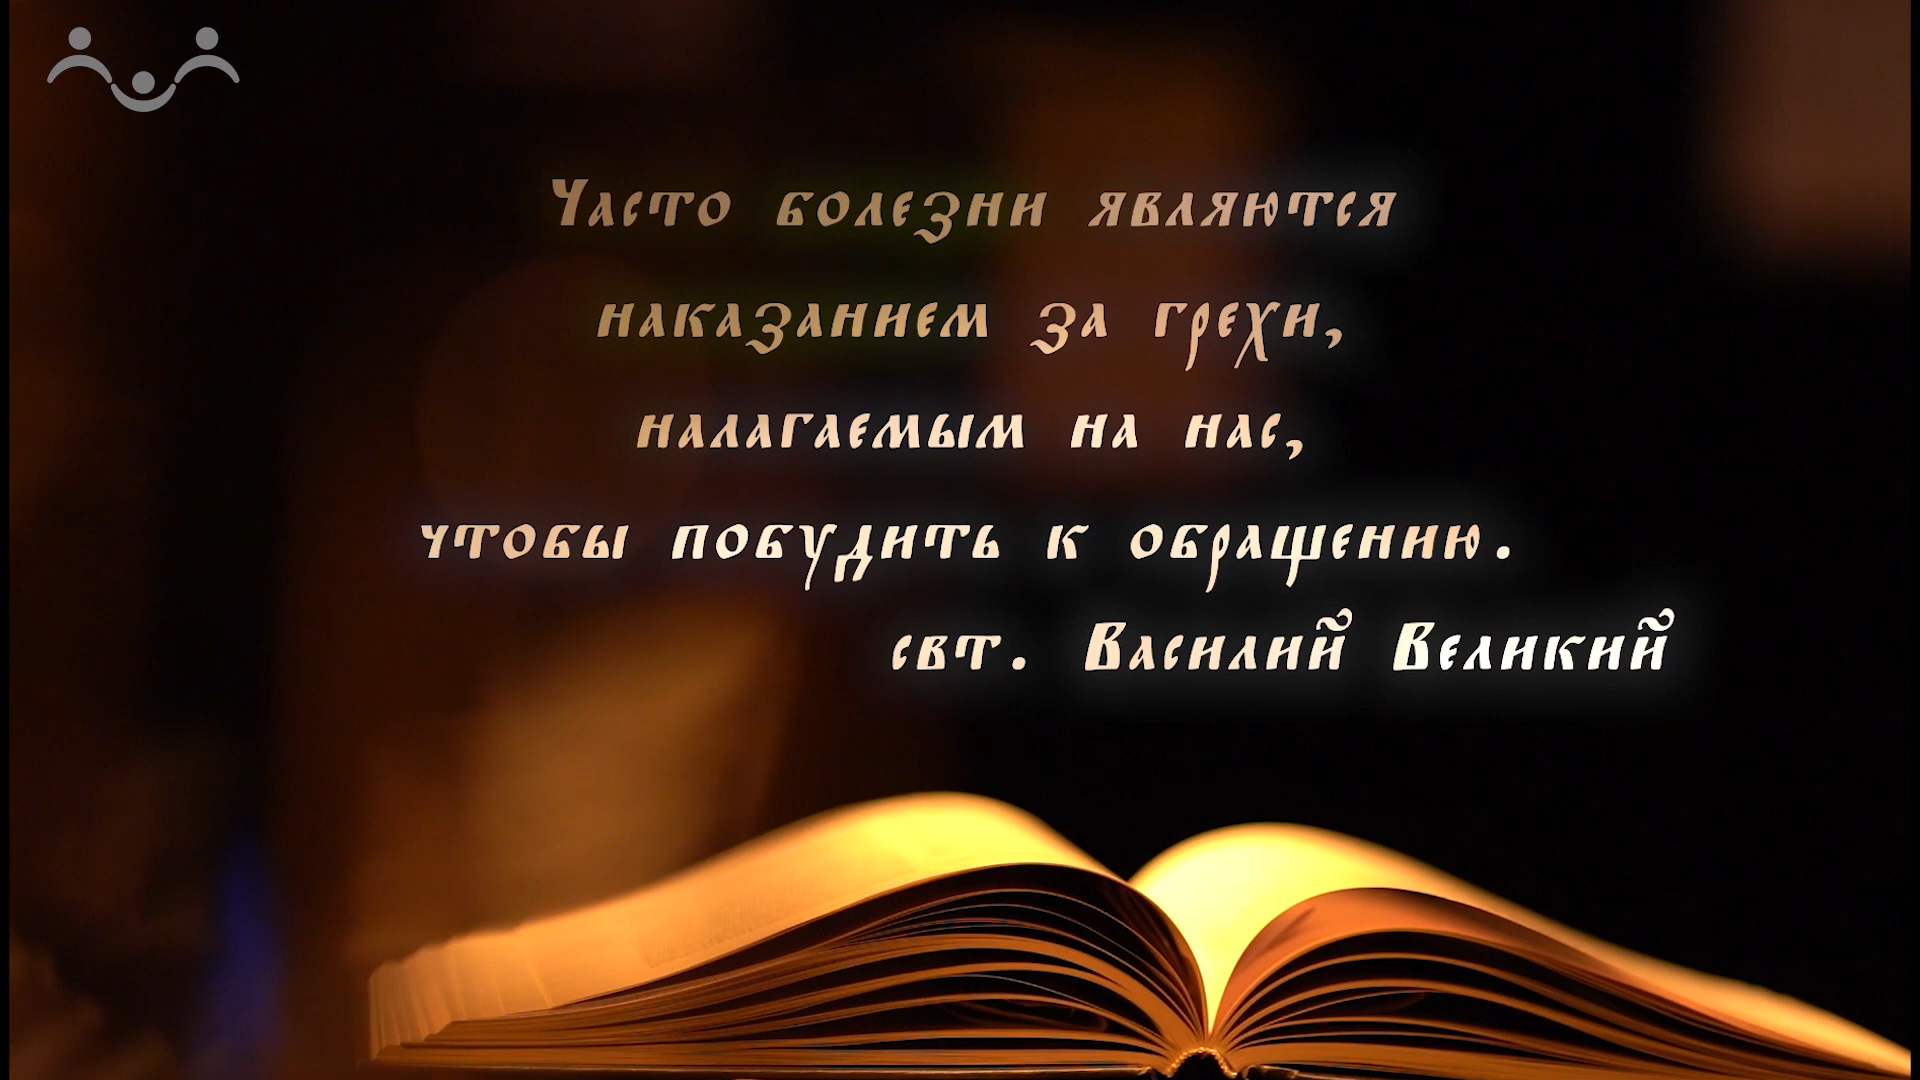 Часто болезни являются
наказанием за грехи,
налагаемым на нас,
чтобы побудить к обращению.
свт. Василий Великий